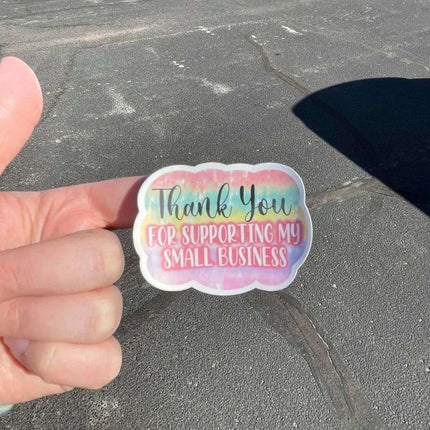 Thank You
FOR SUPPORTING MY
SMALL BUSINESS